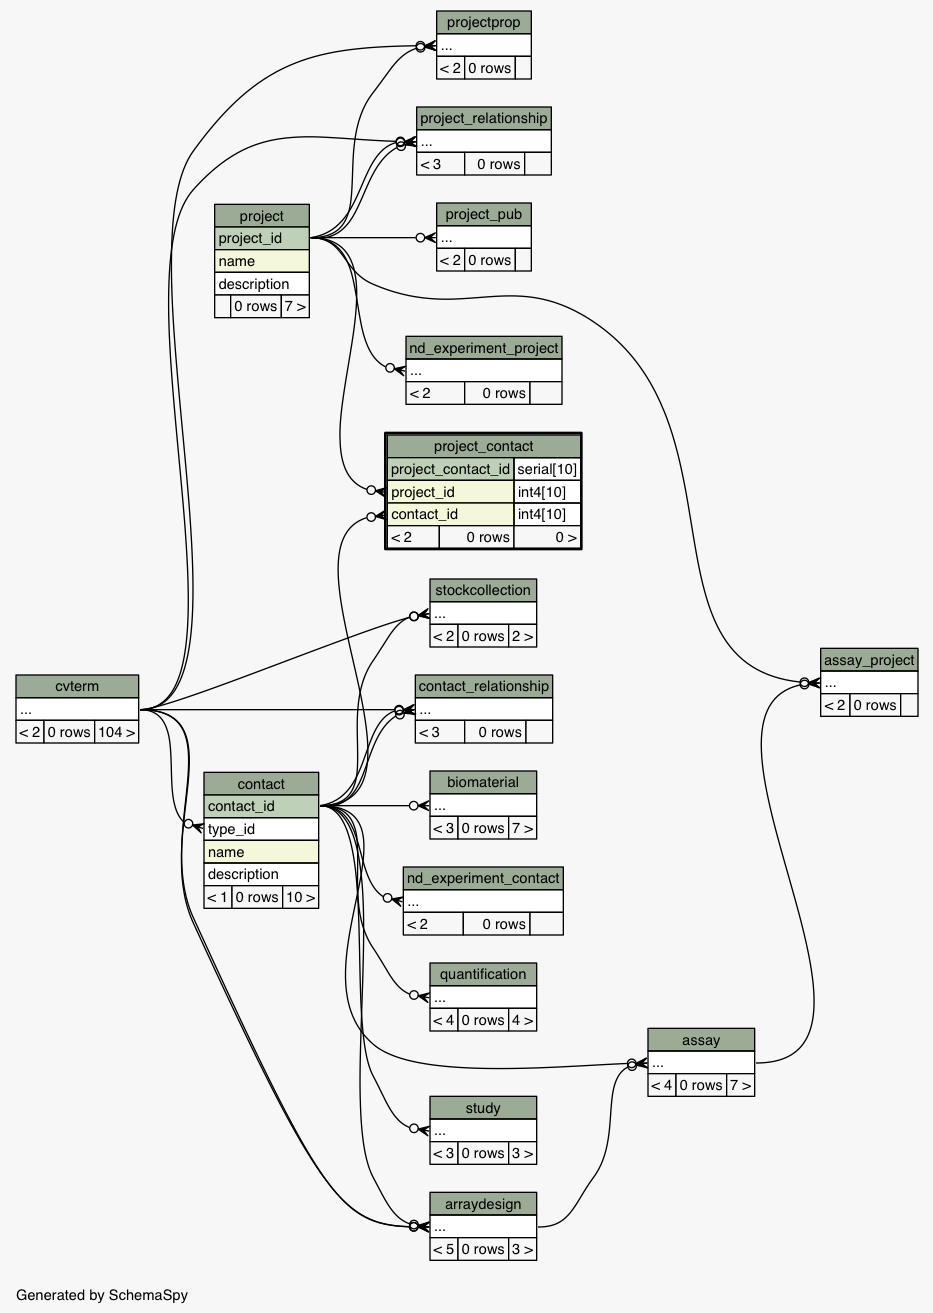 projectprop
...
< 2 0 rows
project_relationship
...
< 3 0 rows
project
project_id
name
description
0 rows 7 >
project_pub
...
< 2 0 rows
nd_experiment_project
...
< 2 0 rows
project_contact
project_contact_id serial[10]
project_id int4[10]
contact_id int4[10]
< 2 0 rows 0 >
stockcollection
...
< 2 0 rows 2 >
assay_project
...
< 2 0 rows
cvterm
...
< 2 0 rows 104 >
contact_relationship
...
< 3 0 rows
contact
contact_id
type_id
name
description
< 1 0 rows 10 >
biomaterial
...
< 3 0 rows 7 >
nd_experiment_contact
...
< 2 0 rows
quantification
...
< 4 0 rows 4 >
assay
...
< 4 0 rows 7 >
study
...
< 3 0 rows 3 >
arraydesign
...
< 5 0 rows 3 >
Generated by SchemaSpy